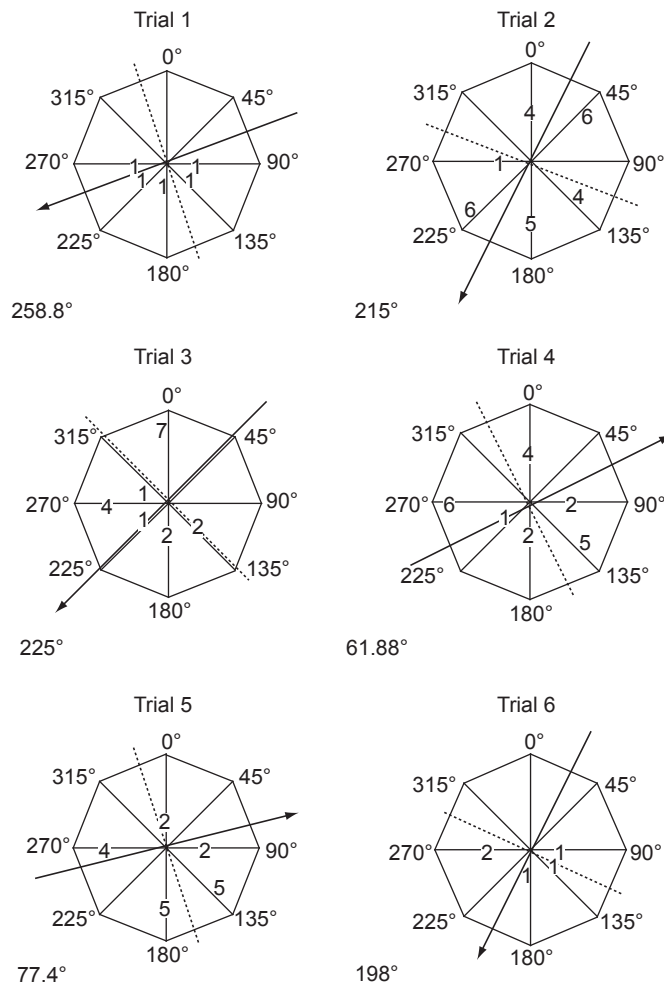 Trial 1
0°
315° 45°
270° 1 1 90°
1 1 1
225° 135°
180°
258.8°
Trial 2
0°
315° 45°
4 6
270° 1 90°
6 5 4
225° 135°
180°
215°
Trial 3
0°
315° 7 45°
1
270° 4 90°
1 2 2
225° 135°
180°
225°
Trial 4
0°
315° 45°
4
270° 6 2 90°
1 2 5
225° 135°
180°
61.88°
Trial 5
0°
315° 45°
2
270° 4 2 90°
5 5
225° 135°
180°
77.4°
Trial 6
0°
315° 45°
270° 2 1 90°
1 1
225° 135°
180°
198°